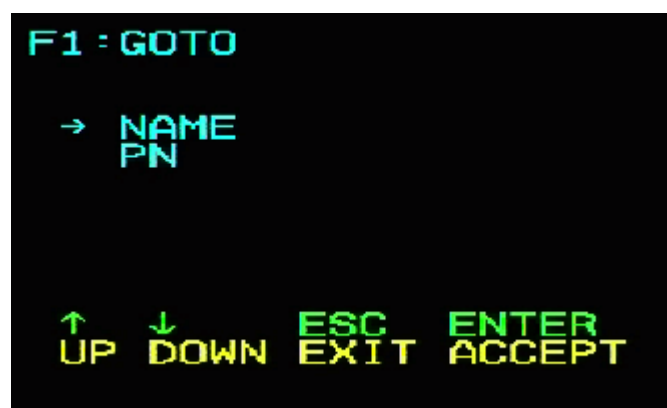 F1:GOTO
→ NAME
PN
↑ ↓ ESC ENTER
UP DOWN EXIT ACCEPT